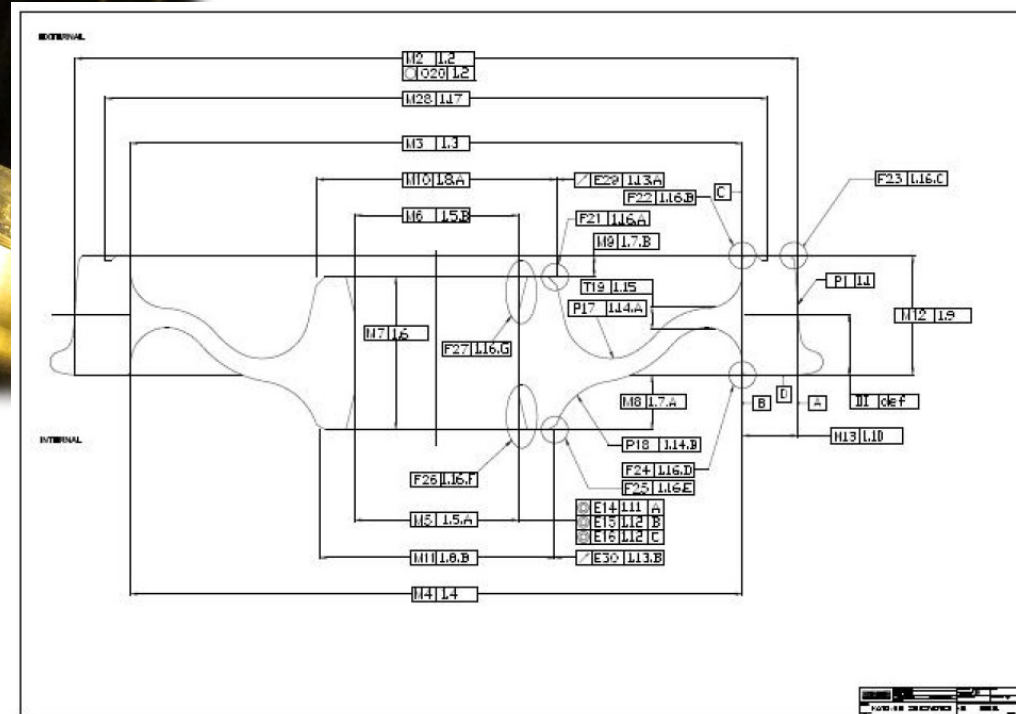 EXTERNAL
M2 1.2
O20 1.2
M28 1.17
M3 1.3
M10 1.8.A
E29 1.13.A
F23 1.16.C
F22 1.16.B
C
M6 1.5.B
F21 1.16.A
M9 1.7.B
T19 1.15
P1 1.1
P17 1.14.A
M12 1.9
M7 1.6
F27 1.16.G
D
M8 1.7.A
B
A
D1 def
INTERNAL
M13 1.10
P18 1.14.B
F24 1.16.D
F26 1.16.F
F25 1.16.E
E14 1.11 A
M5 1.5.A
E15 1.12 B
E16 1.12 C
M11 1.8.B
E30 1.13.B
M4 1.4